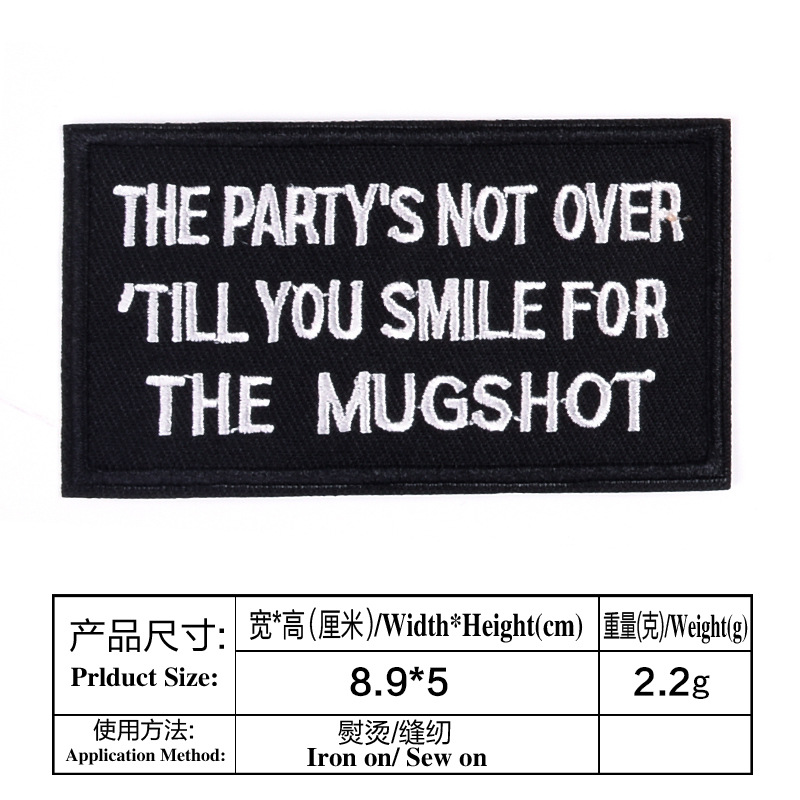 THE PARTY'S NOT OVER
'TILL YOU SMILE FOR
THE MUGSHOT
产品尺寸:
Prlduct Size:
宽*高(厘米)/Width*Height(cm)
重量(克)/Weight(g)
8.9*5
2.2g
使用方法:
Application Method:
熨烫/缝纫
Iron on/ Sew on